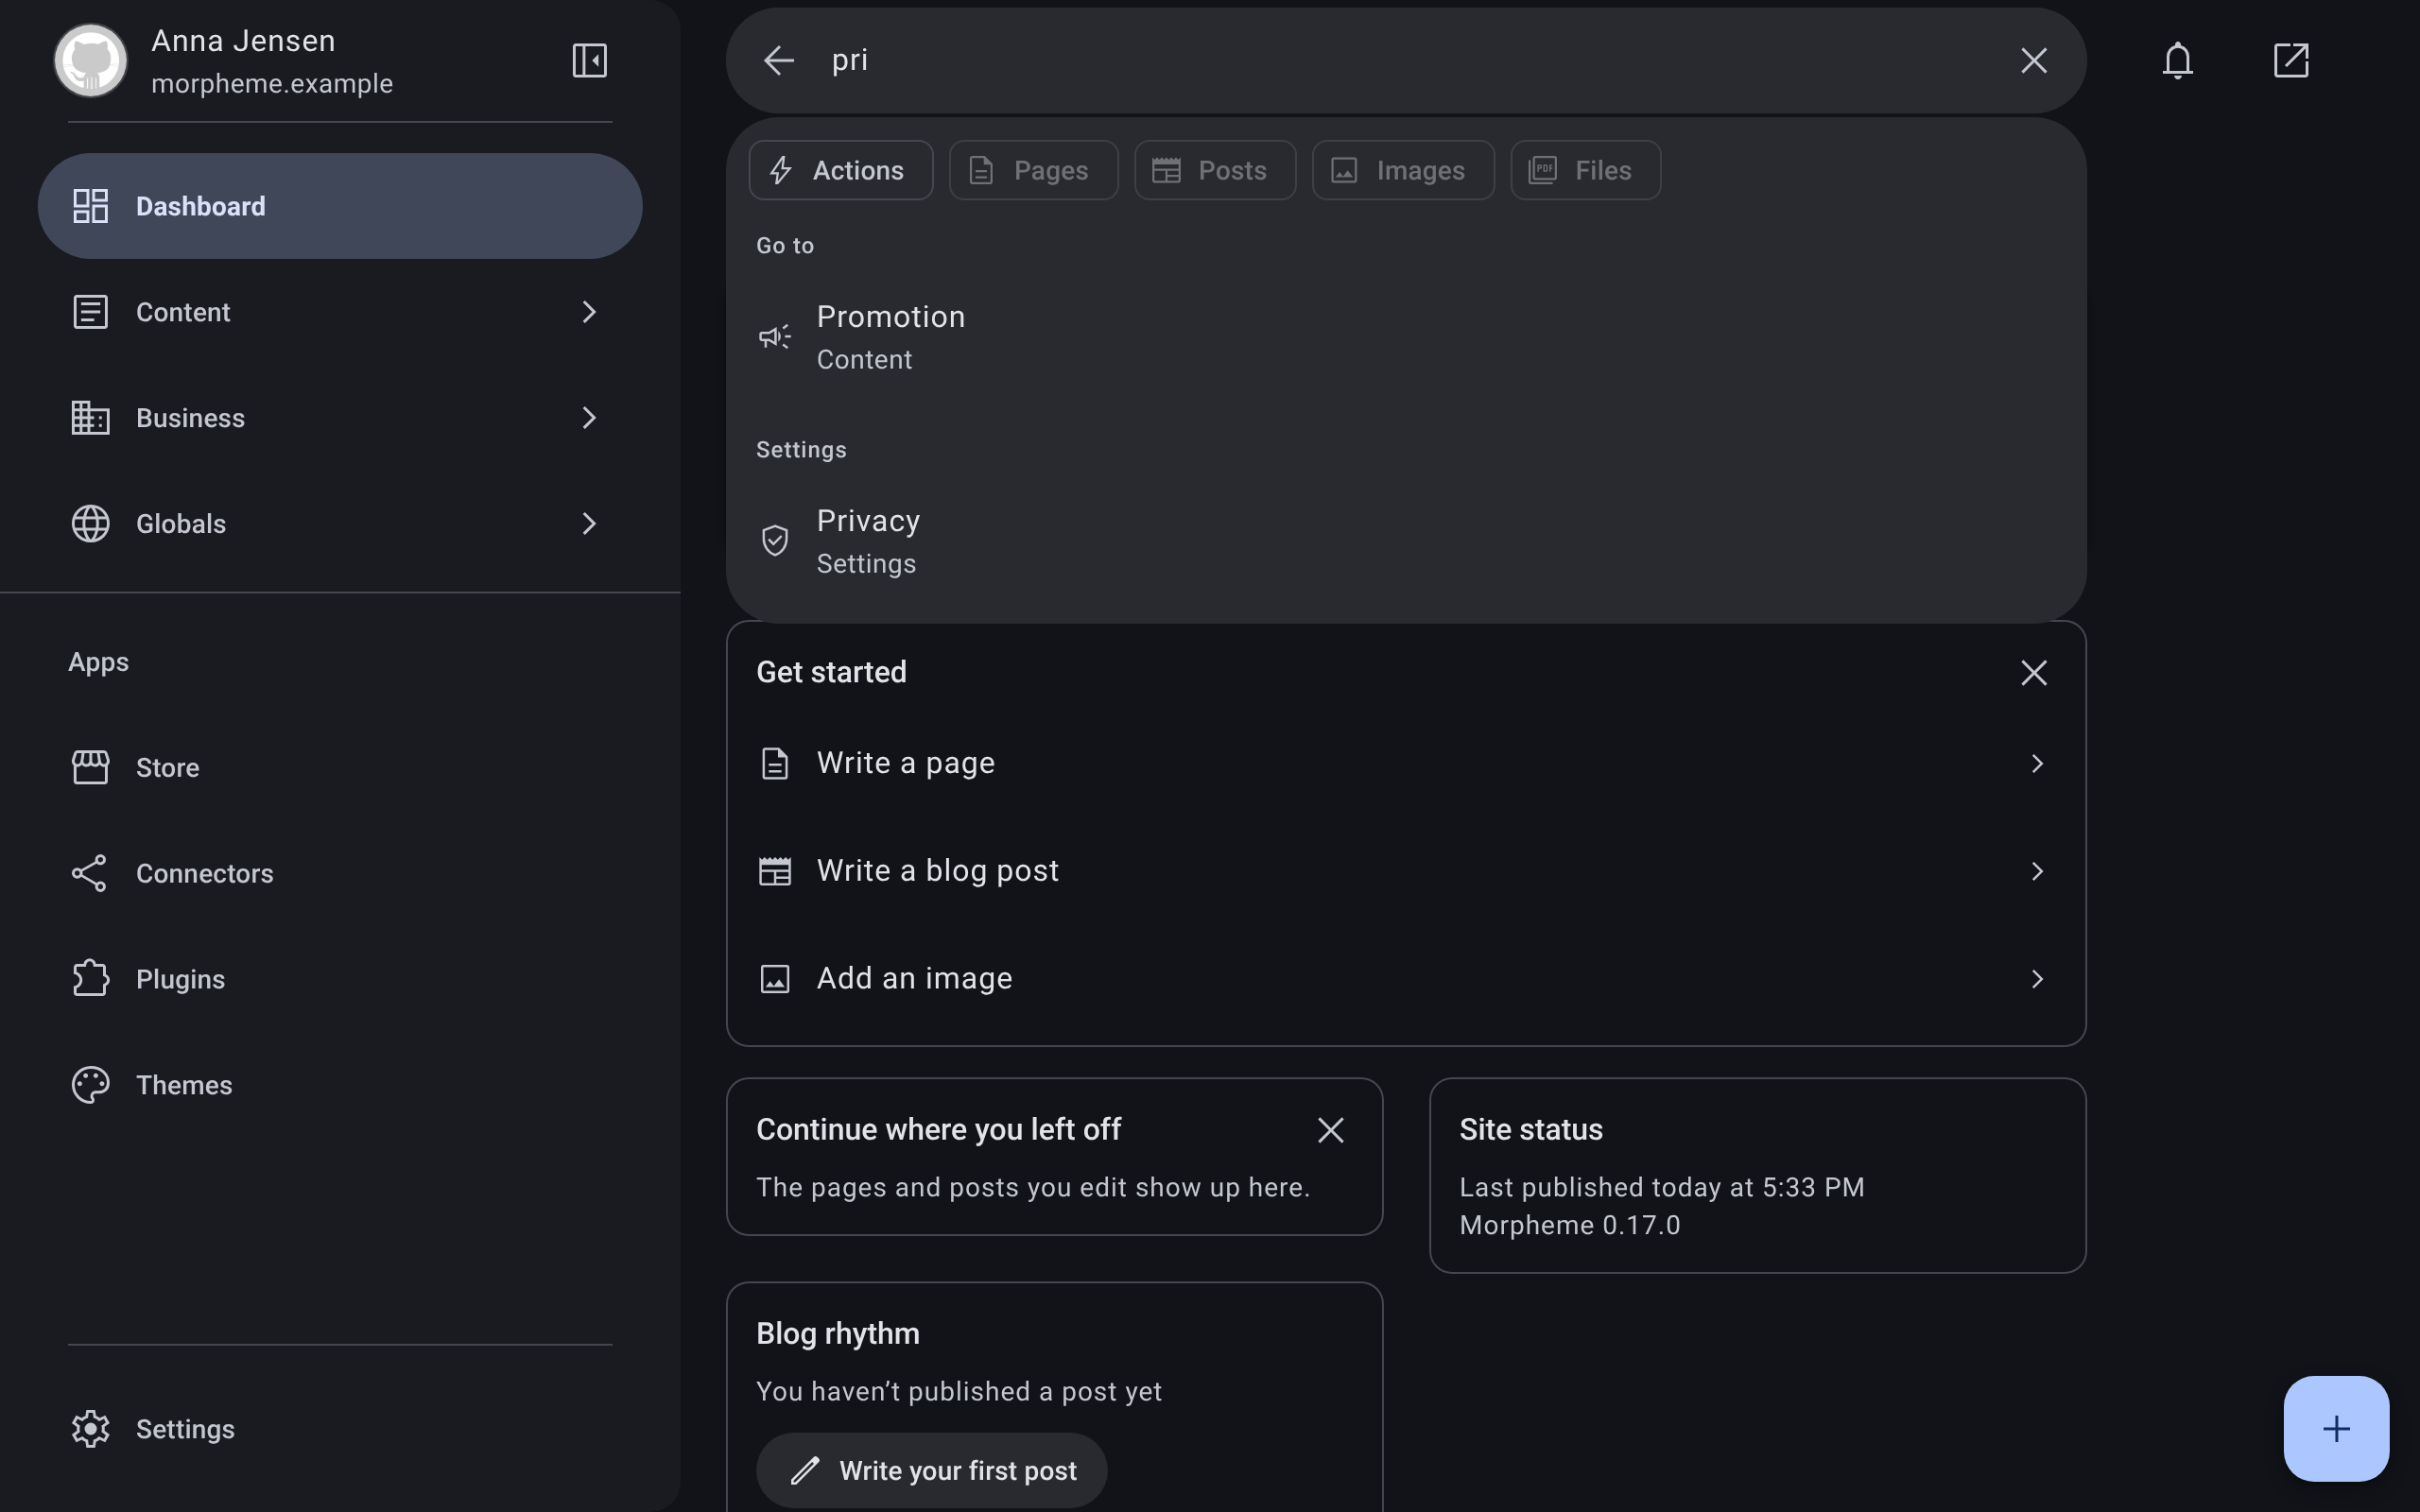 Anna Jensen
morpheme.example
Dashboard
Content
Business
Globals
Apps
Store
Connectors
Plugins
Themes
Settings
pri
Actions
Pages
Posts
Images
PDF
Files
Go to
Promotion
Content
Settings
Privacy
Settings
Get started
Write a page
Write a blog post
Add an image
Continue where you left off
The pages and posts you edit show up here.
Site status
Last published today at 5:33 PM
Morpheme 0.17.0
Blog rhythm
You haven’t published a post yet
Write your first post